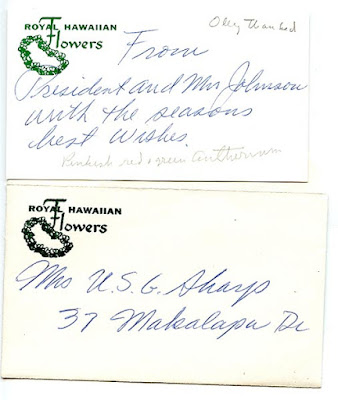 ROYAL HAWAIIAN
Flowers
Thanked
From
President and Mrs Johnson
with the seasons
best wishes.
Pinkish red + green anthurium
ROYAL HAWAIIAN
Flowers
Mrs U.S.G. Sharp
37 Makalapa Dr